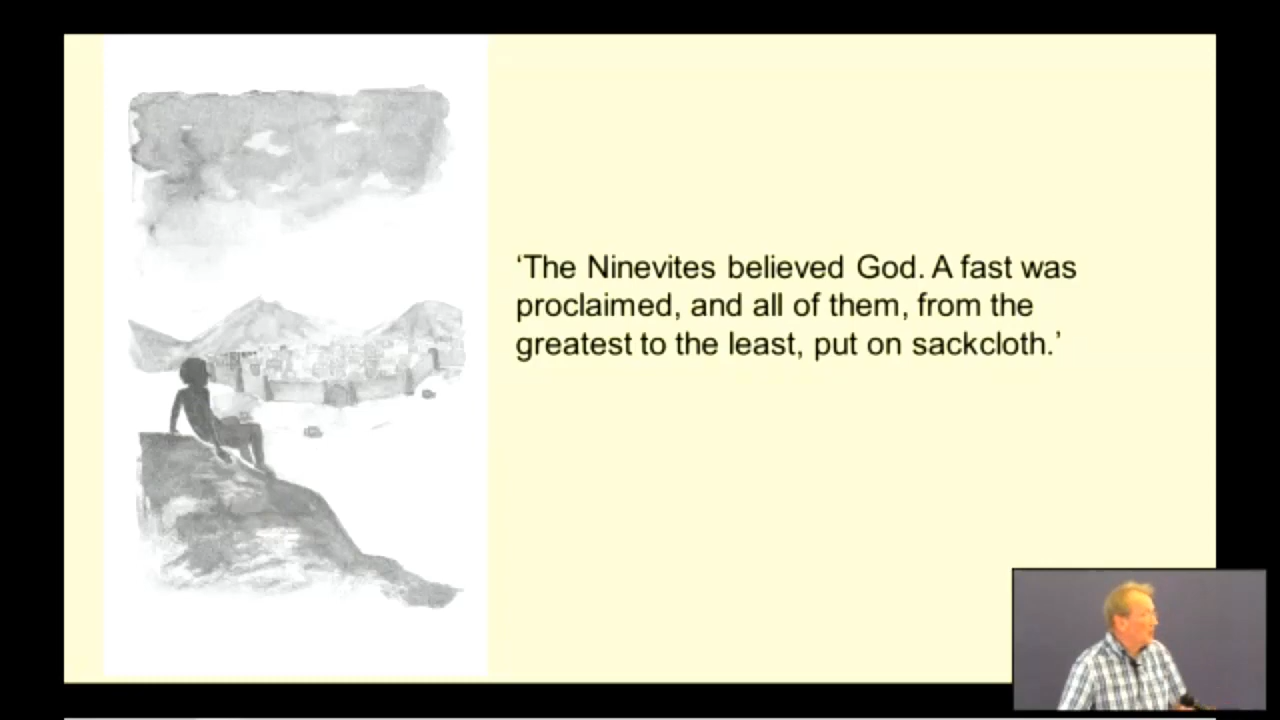 ‘The Ninevites believed God. A fast was
proclaimed, and all of them, from the
greatest to the least, put on sackcloth.’